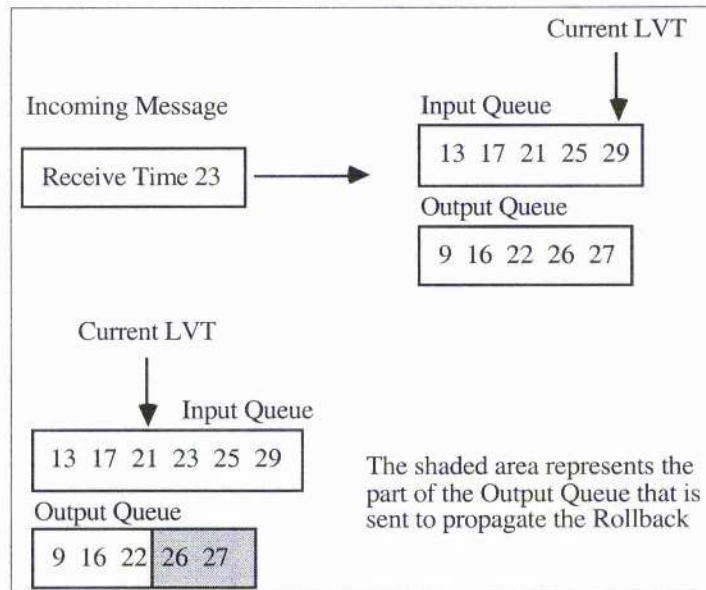 Current LVT
Incoming Message
Input Queue
Receive Time 23
13 17 21 25 29
Output Queue
9 16 22 26 27
Current LVT
Input Queue
13 17 21 23 25 29
Output Queue
9 16 22 26 27
The shaded area represents the
part of the Output Queue that is
sent to propagate the Rollback